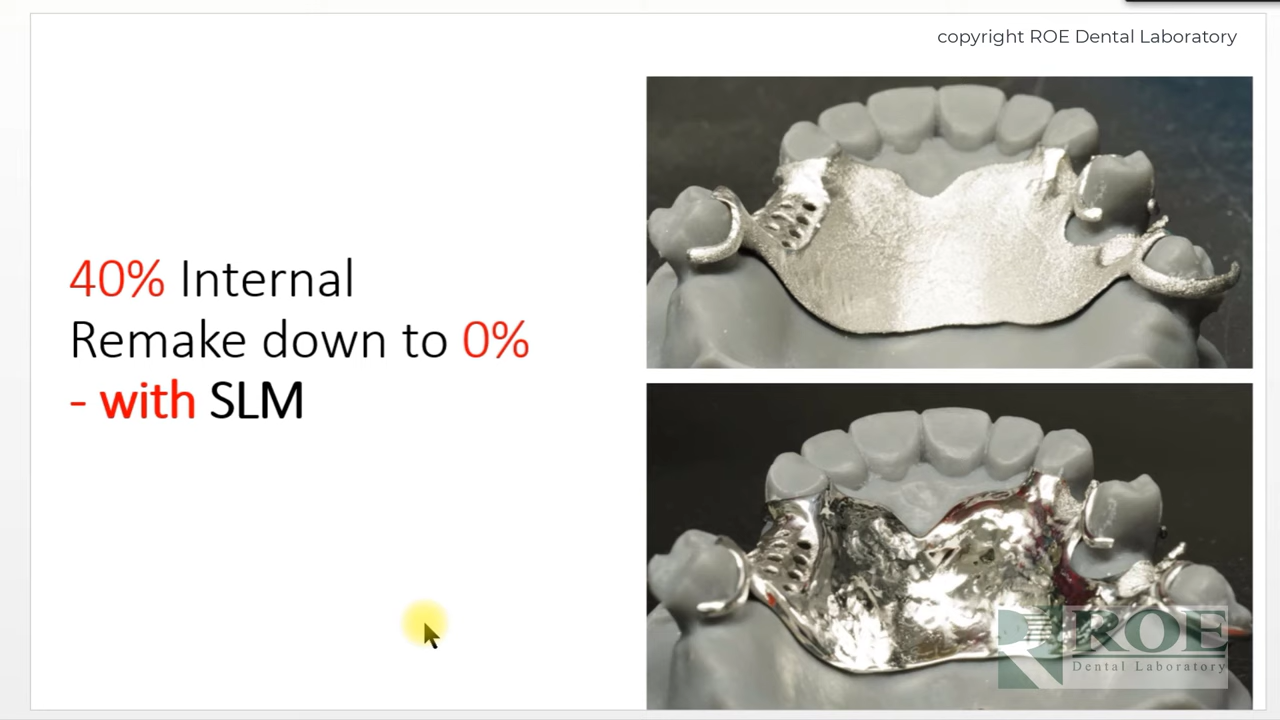 copyright ROE Dental Laboratory
40% Internal
Remake down to 0%
- with SLM
ROE
Dental Laboratory